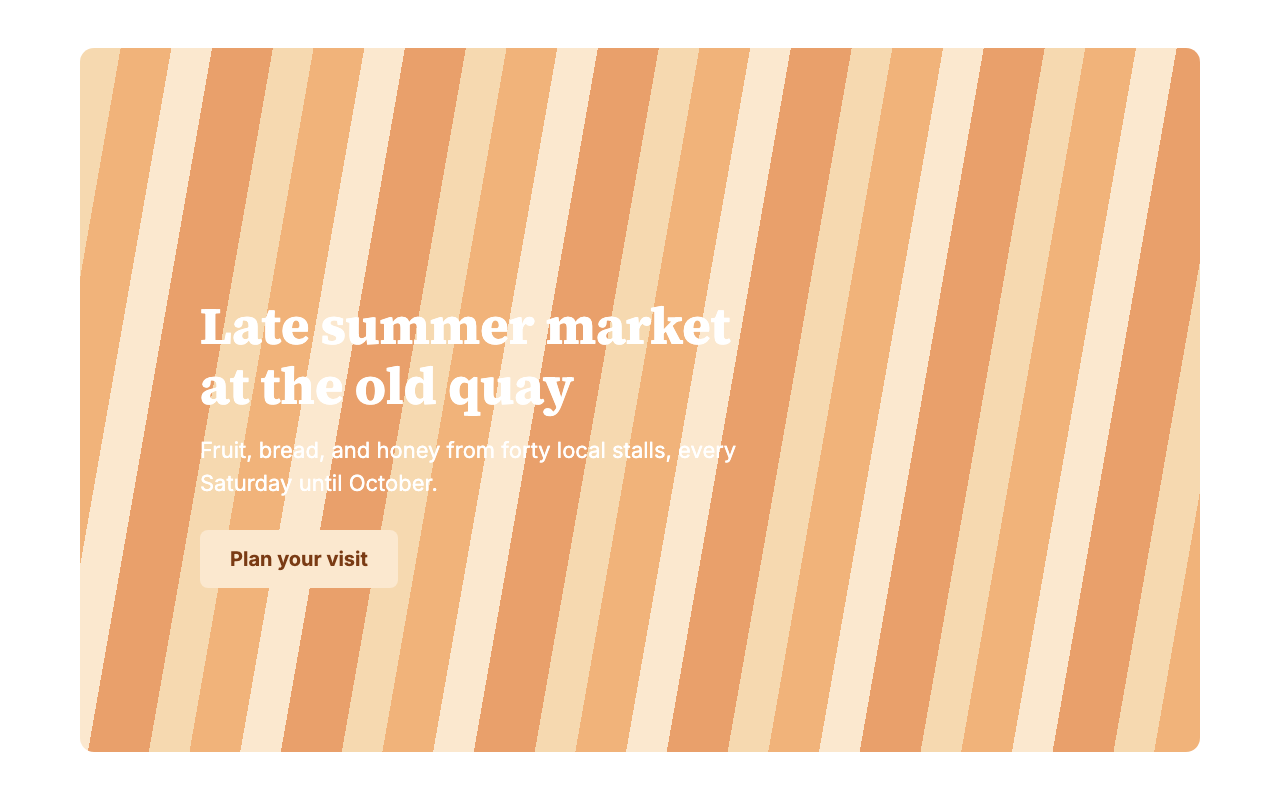 Late summer market
at the old quay
Fruit, bread, and honey from forty local stalls, every
Saturday until October.
Plan your visit